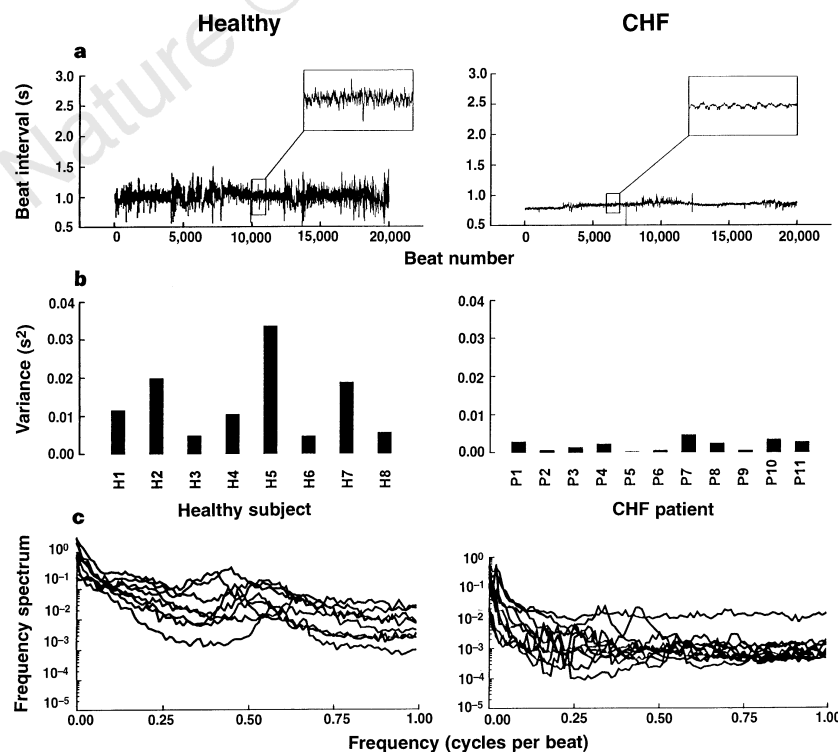 Nature ©
Healthy
CHF
a
Beat interval (s)
3.0
2.5
2.0
1.5
1.0
0.5
0
5,000
10,000
15,000
20,000
3.0
2.5
2.0
1.5
1.0
0.5
0
5,000
10,000
15,000
20,000
Beat number
b
Variance (s²)
0.04
0.03
0.02
0.01
0.00
H1
H2
H3
H4
H5
H6
H7
H8
Healthy subject
0.04
0.03
0.02
0.01
0.00
P1
P2
P3
P4
P5
P6
P7
P8
P9
P10
P11
CHF patient
c
Frequency spectrum
10⁰
10⁻¹
10⁻²
10⁻³
10⁻⁴
10⁻⁵
0.00
0.25
0.50
0.75
1.00
10⁰
10⁻¹
10⁻²
10⁻³
10⁻⁴
10⁻⁵
0.00
0.25
0.50
0.75
1.00
Frequency (cycles per beat)